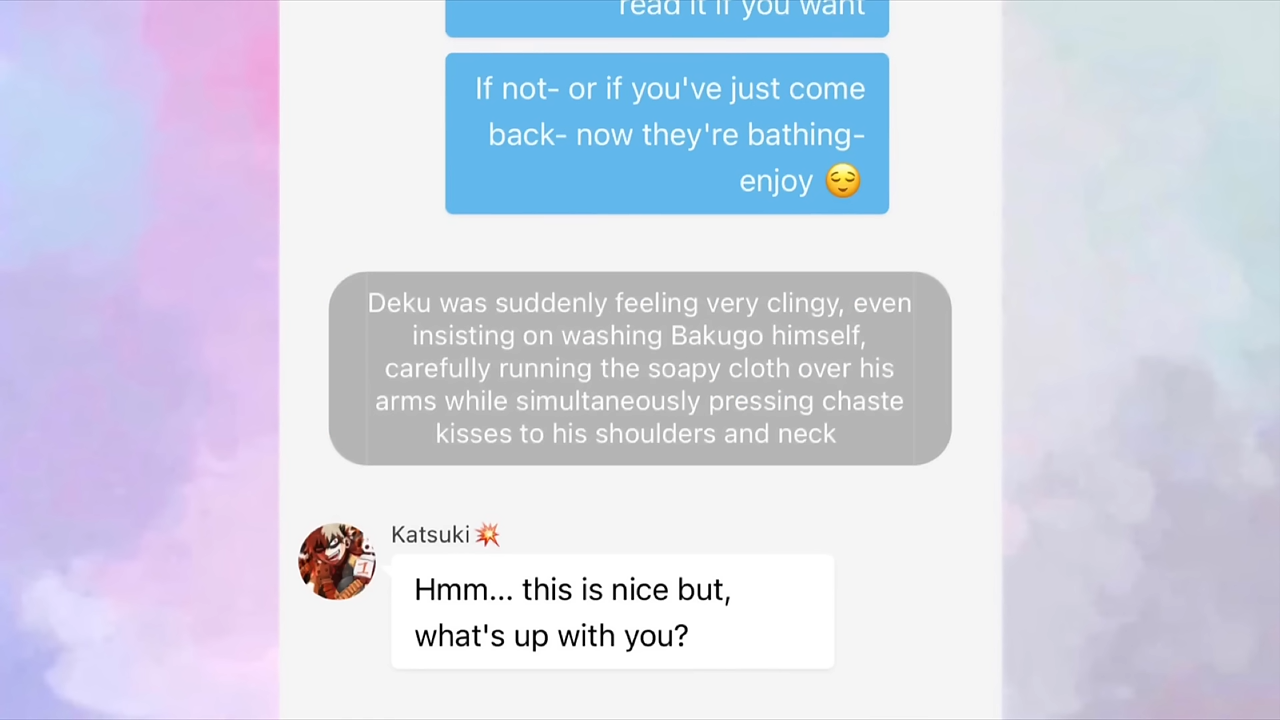 read it if you want
If not- or if you've just come
back- now they're bathing-
enjoy 😌
Deku was suddenly feeling very clingy, even
insisting on washing Bakugo himself,
carefully running the soapy cloth over his
arms while simultaneously pressing chaste
kisses to his shoulders and neck
Katsuki💥
Hmm... this is nice but,
what's up with you?